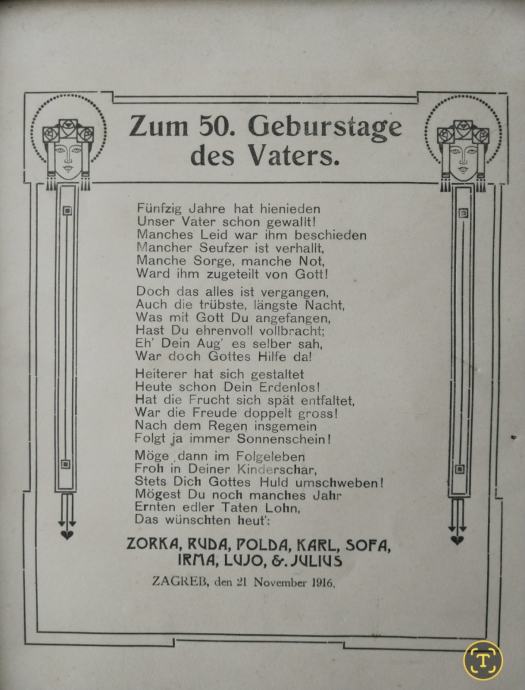 Zum 50. Geburstage
des Vaters.
Fünfzig Jahre hat hienieden
Unser Vater schon gewallt!
Manches Leid war ihm beschieden
Mancher Seufzer ist verhallt,
Manche Sorge, manche Not,
Ward ihm zugeteilt von Gott!
Doch das alles ist vergangen,
Auch die trübste, längste Nacht,
Was mit Gott Du angefangen,
Hast Du ehrenvoll vollbracht;
Eh' Dein Aug' es selber sah,
War doch Gottes Hilfe da!
Heiterer hat sich gestaltet
Heute schon Dein Erdenlos!
Hat die Frucht sich spät entfaltet,
War die Freude doppelt gross!
Nach dem Regen insgemein
Folgt ja immer Sonnenschein!
Möge dann im Folgeleben
Froh in Deiner Kinderschar,
Stets Dich Gottes Huld umschweben!
Mögest Du noch manches Jahr
Ernten edler Taten Lohn,
Das wünschten heut':
ZORKA, RUDA, POLDA, KARL, SOFA,
IRMA, LUJO, &. JULIUS
ZAGREB, den 21 November 1916.
T